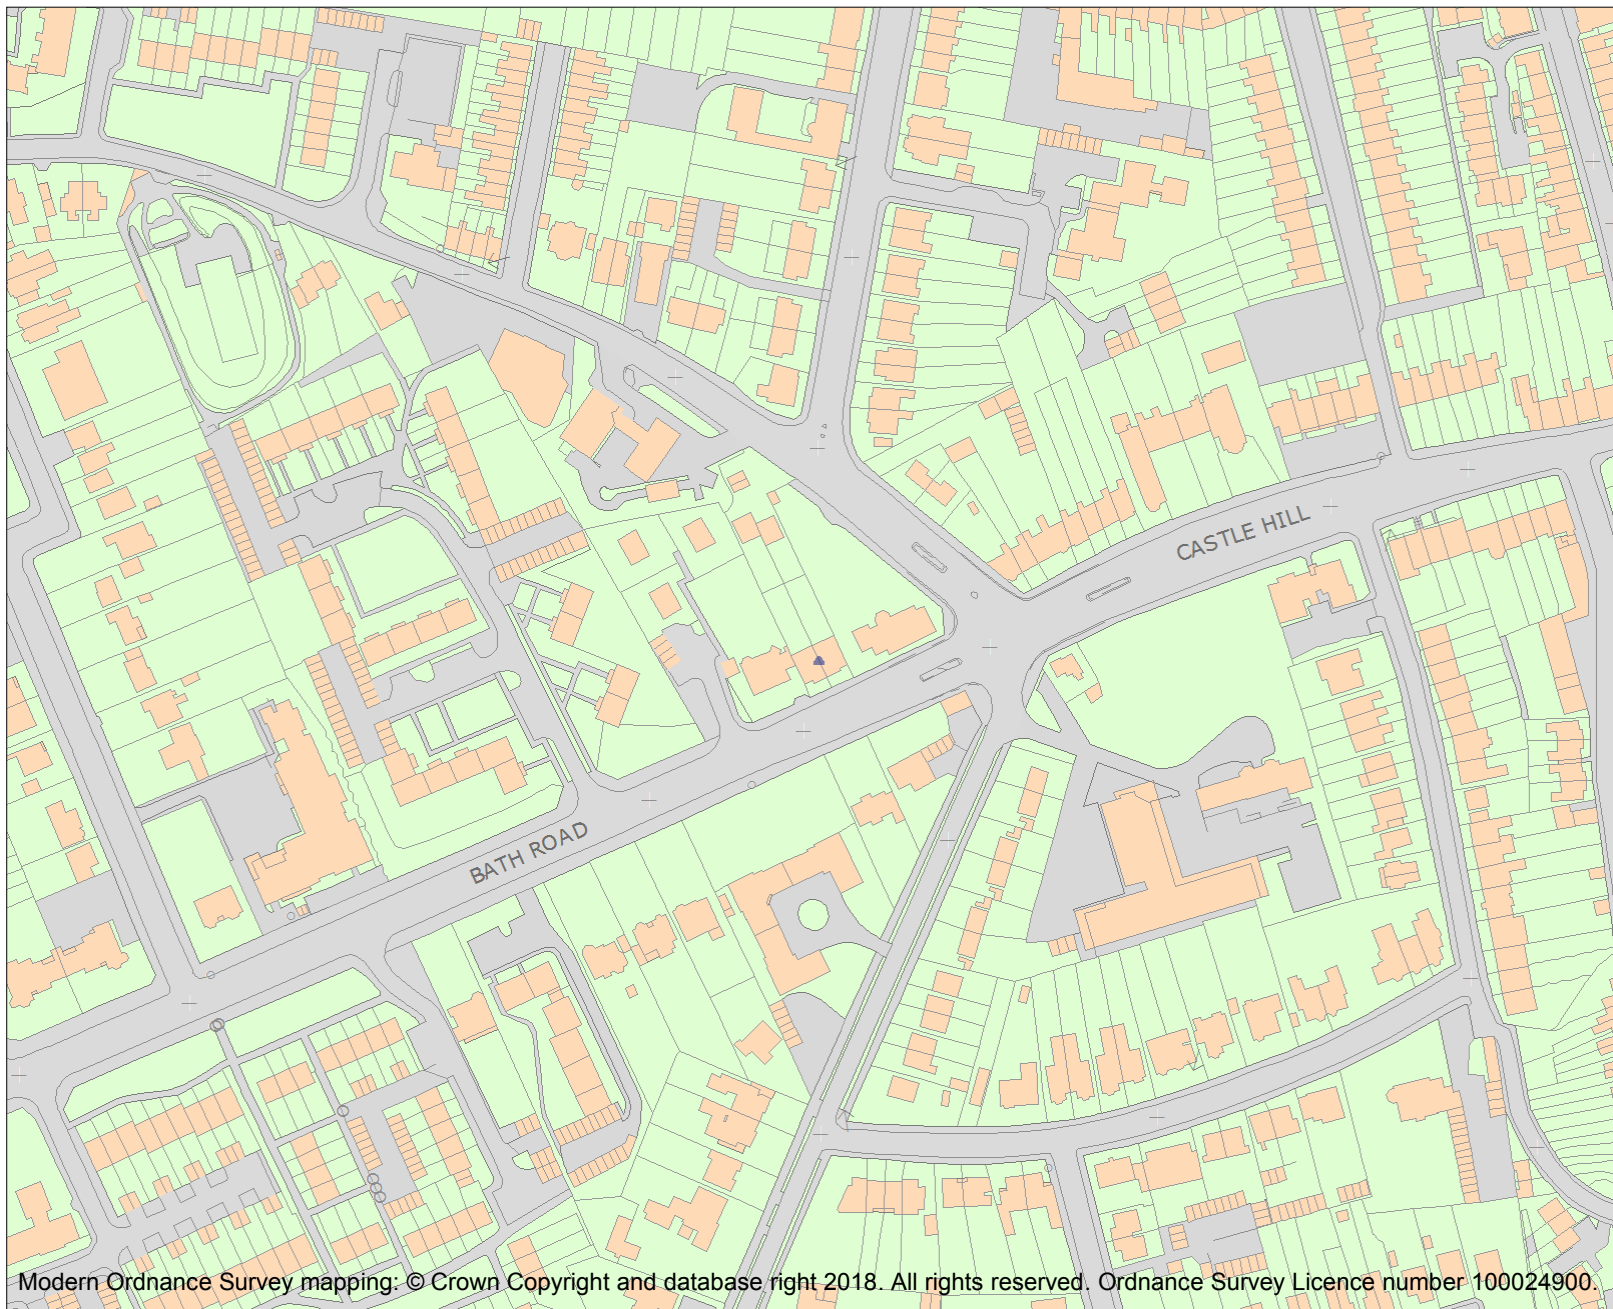 CASTLE HILL
BATH ROAD
Modern Ordnance Survey mapping: © Crown Copyright and database right 2018. All rights reserved. Ordnance Survey Licence number 100024900.